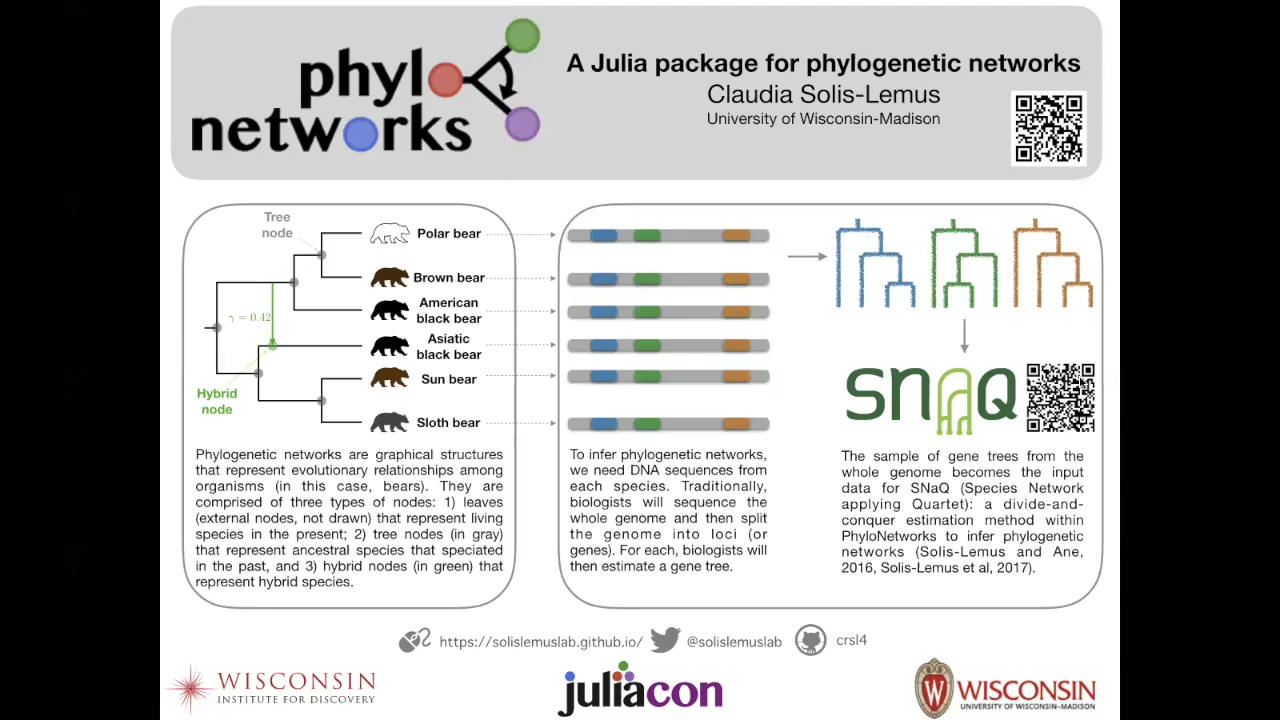 phylo
networks
A Julia package for phylogenetic networks
Claudia Solis-Lemus
University of Wisconsin-Madison
Tree
node
Polar bear
Brown bear
American
black bear
γ = 0.42
Asiatic
black bear
Sun bear
Hybrid
node
Sloth bear
Phylogenetic networks are graphical structures
that represent evolutionary relationships among
organisms (in this case, bears). They are
comprised of three types of nodes: 1) leaves
(external nodes, not drawn) that represent living
species in the present; 2) tree nodes (in gray)
that represent ancestral species that speciated
in the past, and 3) hybrid nodes (in green) that
represent hybrid species.
To infer phylogenetic networks,
we need DNA sequences from
each species. Traditionally,
biologists will sequence the
whole genome and then split
the genome into loci (or
genes). For each, biologists will
then estimate a gene tree.
snaQ
The sample of gene trees from the
whole genome becomes the input
data for SNaQ (Species Network
applying Quartet): a divide-and-
conquer estimation method within
PhyloNetworks to infer phylogenetic
networks (Solis-Lemus and Ane,
2016, Solis-Lemus et al, 2017).
https://solislemuslab.github.io/
@solislemuslab
crsl4
WISCONSIN
INSTITUTE FOR DISCOVERY
juliacon
W
WISCONSIN
UNIVERSITY OF WISCONSIN-MADISON